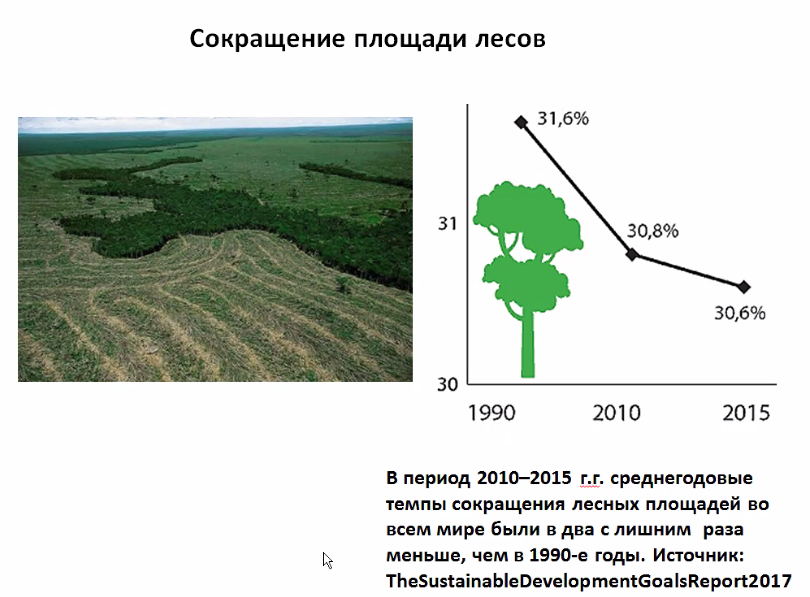 Сокращение площади лесов
31,6%
31
30,8%
30,6%
30
1990 2010 2015
В период 2010–2015 г.г. среднегодовые
темпы сокращения лесных площадей во
всем мире были в два с лишним раза
меньше, чем в 1990-е годы. Источник:
TheSustainableDevelopmentGoalsReport2017